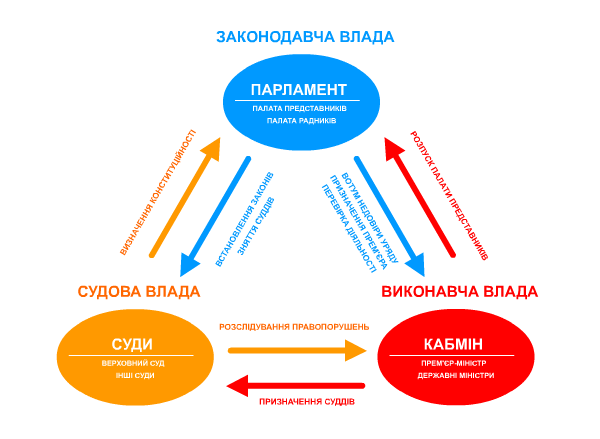 ЗАКОНОДАВЧА ВЛАДА
ПАРЛАМЕНТ
ПАЛАТА ПРЕДСТАВНИКІВ
ПАЛАТА РАДНИКІВ
ВИЗНАЧЕННЯ КОНСТИТУЦІЙНОСТІ
ВСТАНОВЛЕННЯ ЗАКОНІВ
ЗНЯТТЯ СУДДІВ
ВОТУМ НЕДОВІРИ УРЯДУ
ПРИЗНАЧЕННЯ ПРЕМ'ЄРА
ПЕРЕВІРКА ДІЯЛЬНОСТІ
РОЗПУСК ПАЛАТИ ПРЕДСТАВНИКІВ
СУДОВА ВЛАДА
СУДИ
ВЕРХОВНИЙ СУД
ІНШІ СУДИ
РОЗСЛІДУВАННЯ ПРАВОПОРУШЕНЬ
ПРИЗНАЧЕННЯ СУДДІВ
ВИКОНАВЧА ВЛАДА
КАБМІН
ПРЕМ'ЄР-МІНІСТР
ДЕРЖАВНІ МІНІСТРИ